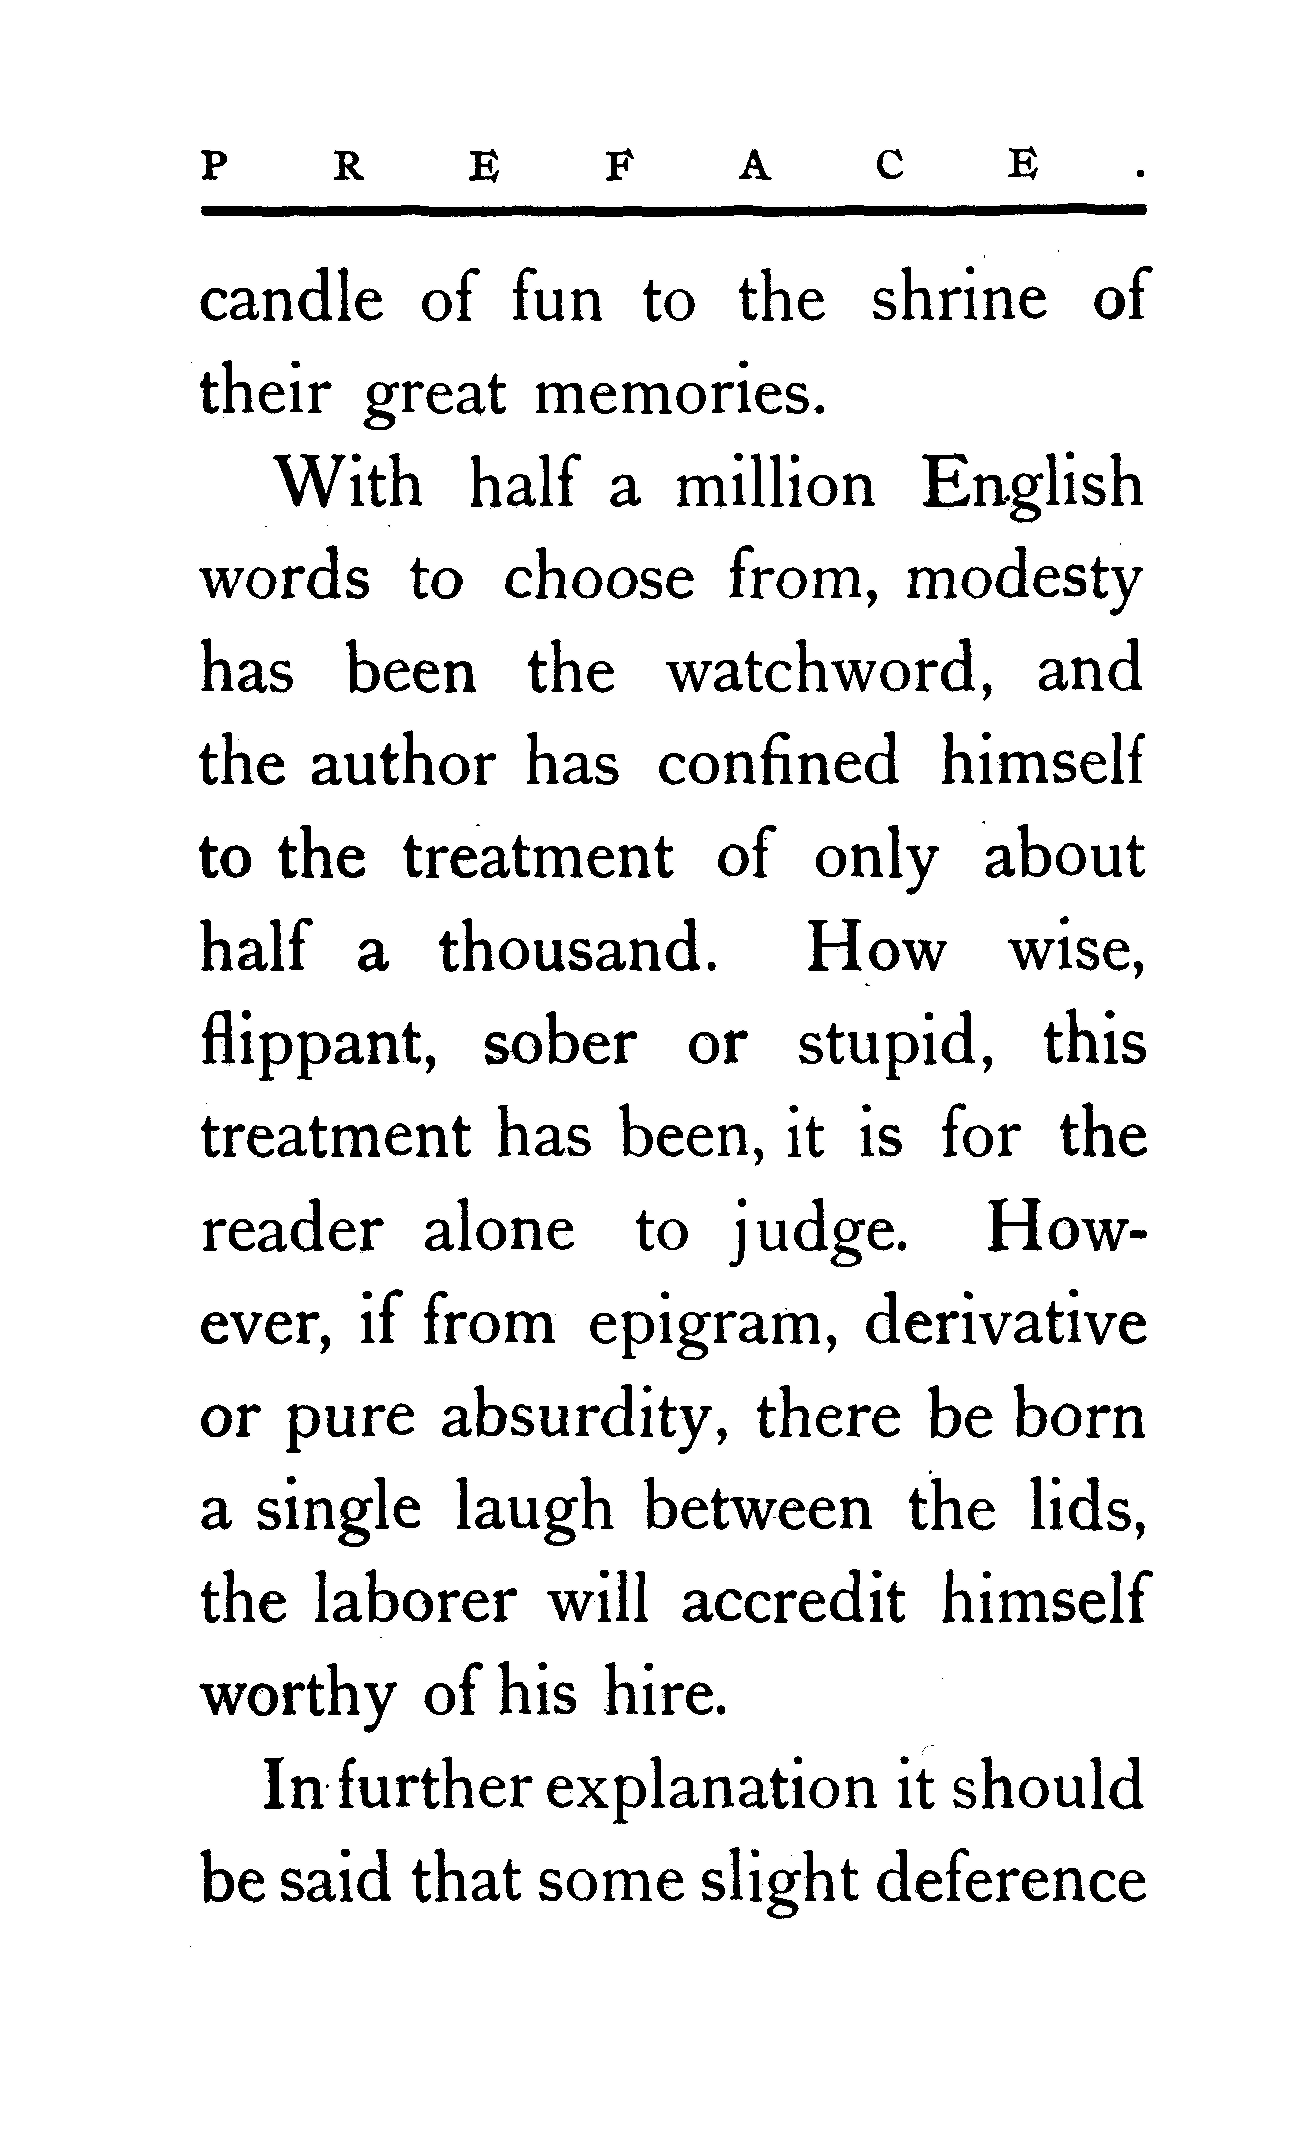 PREFACE.
candle of fun to the shrine of
their great memories.
With half a million English
words to choose from, modesty
has been the watchword, and
the author has confined himself
to the treatment of only about
half a thousand. How wise,
flippant, sober or stupid, this
treatment has been, it is for the
reader alone to judge. How-
ever, if from epigram, derivative
or pure absurdity, there be born
a single laugh between the lids,
the laborer will accredit himself
worthy of his hire.
In further explanation it should
be said that some slight deference